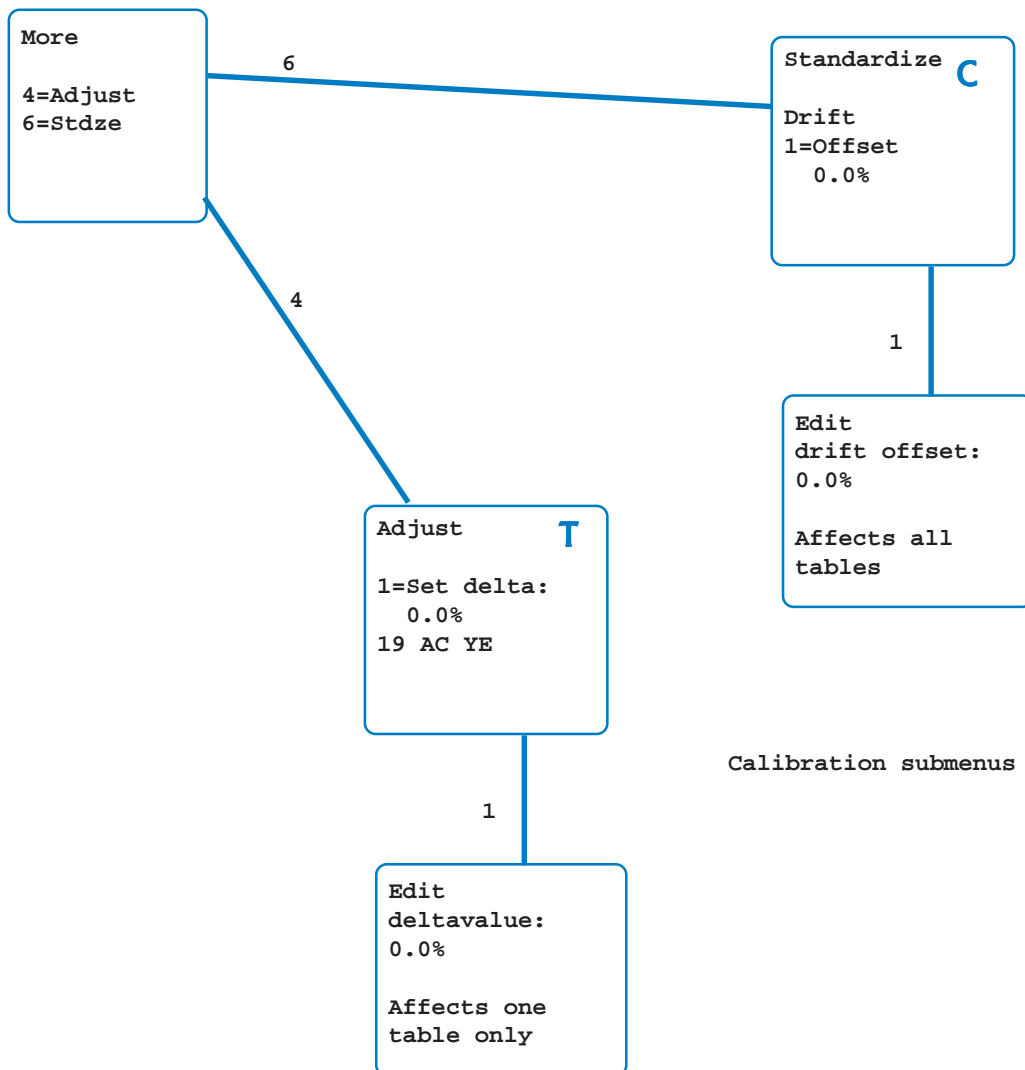 More
4=Adjust
6=Stdze
6
Standardize C
Drift
1=Offset
0.0%
4
1
Edit
drift offset:
0.0%
Affects all
tables
Adjust T
1=Set delta:
0.0%
19 AC YE
Calibration submenus
1
Edit
deltavalue:
0.0%
Affects one
table only